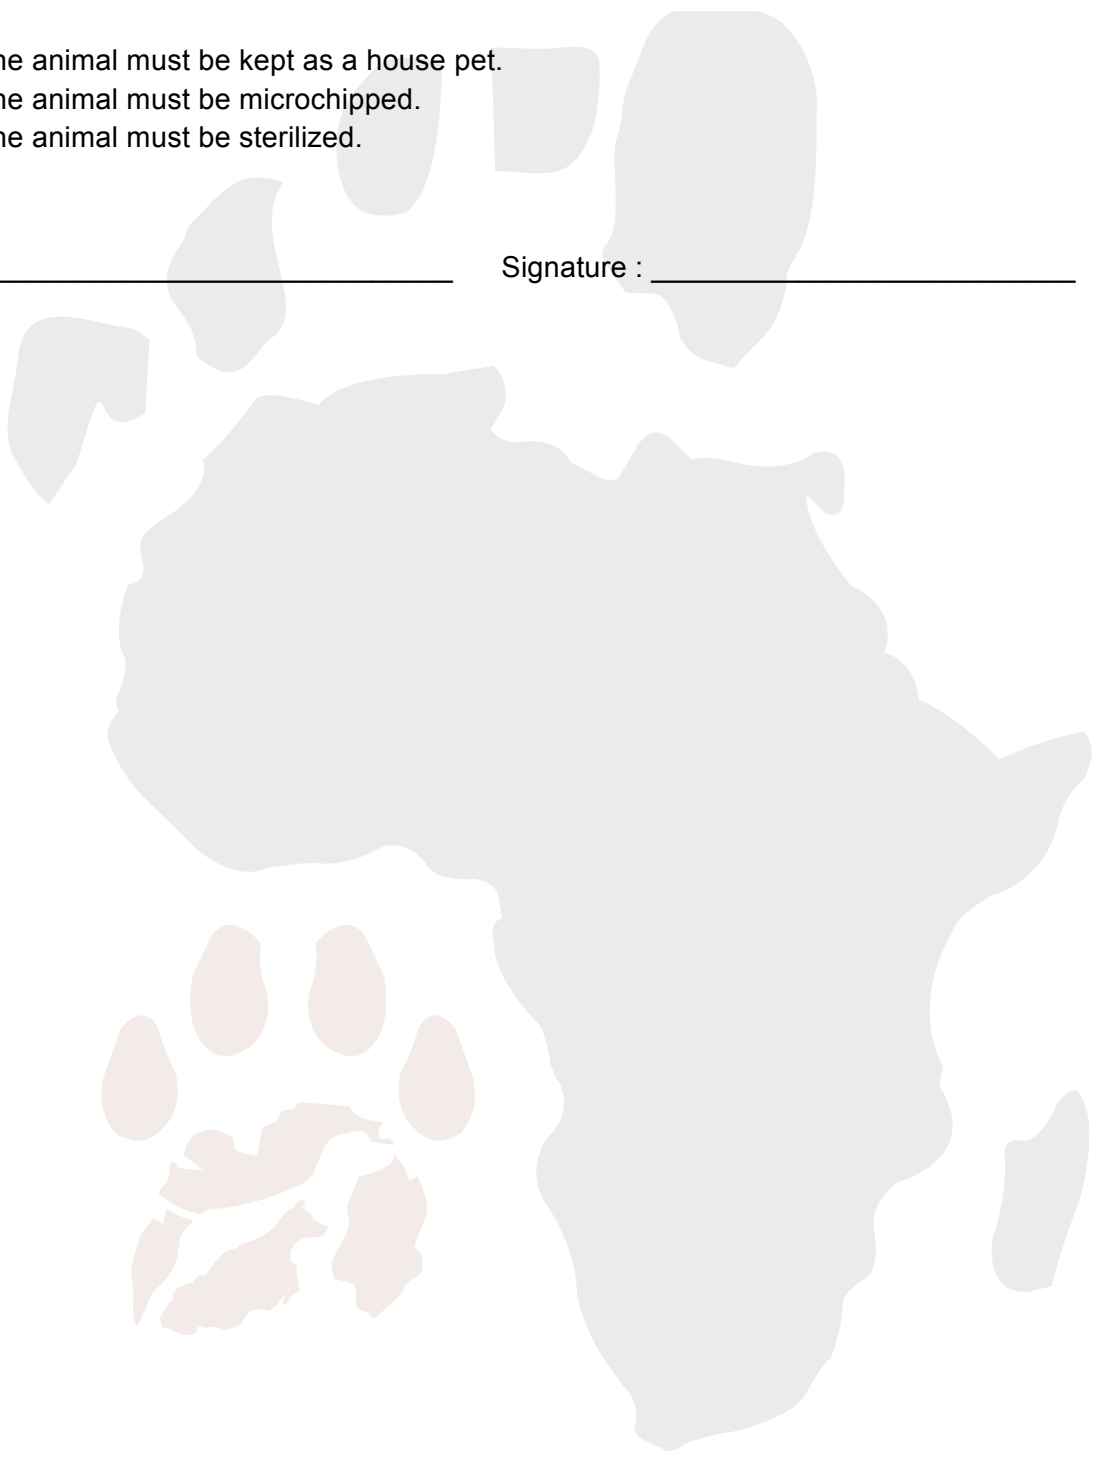 he animal must be kept as a house pet.
he animal must be microchipped.
he animal must be sterilized.
Signature :